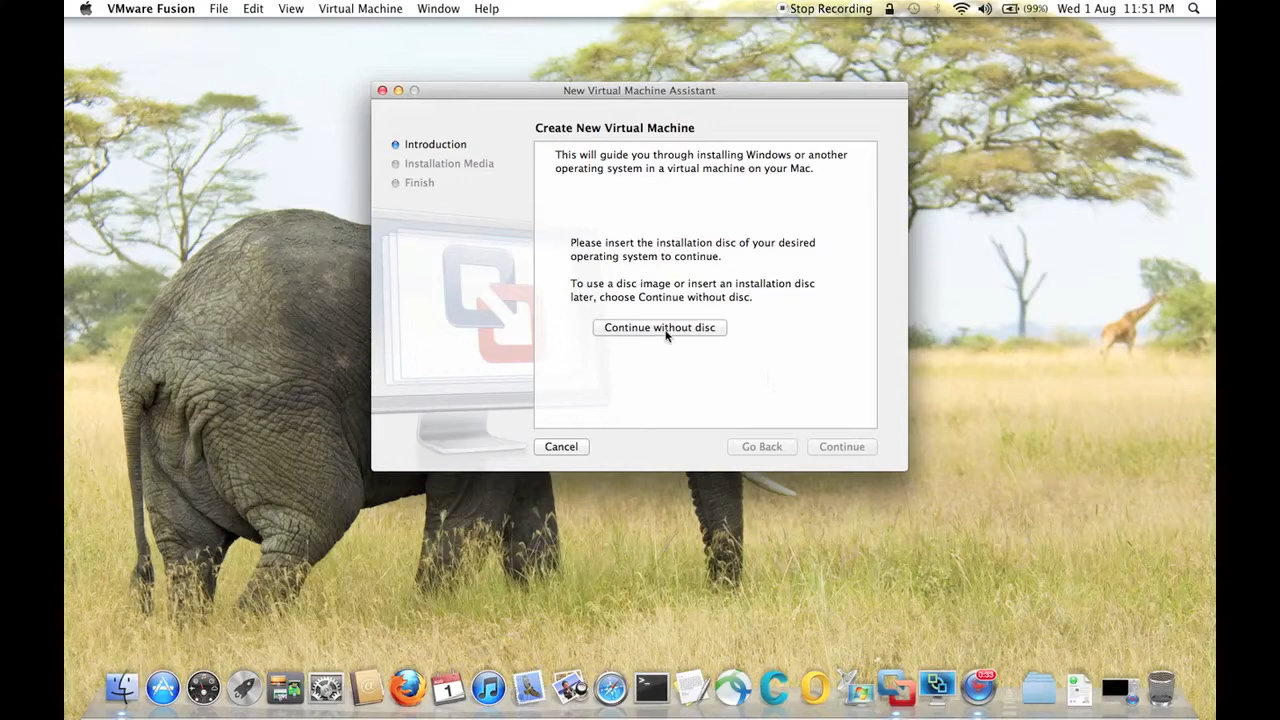 VMware Fusion File Edit View Virtual Machine Window Help Stop Recording (99%) Wed 1 Aug 11:51 PM
New Virtual Machine Assistant
Create New Virtual Machine
Introduction
Installation Media
Finish
This will guide you through installing Windows or another
operating system in a virtual machine on your Mac.
Please insert the installation disc of your desired
operating system to continue.
To use a disc image or insert an installation disc
later, choose Continue without disc.
Continue without disc
Cancel Go Back Continue
1
0:33